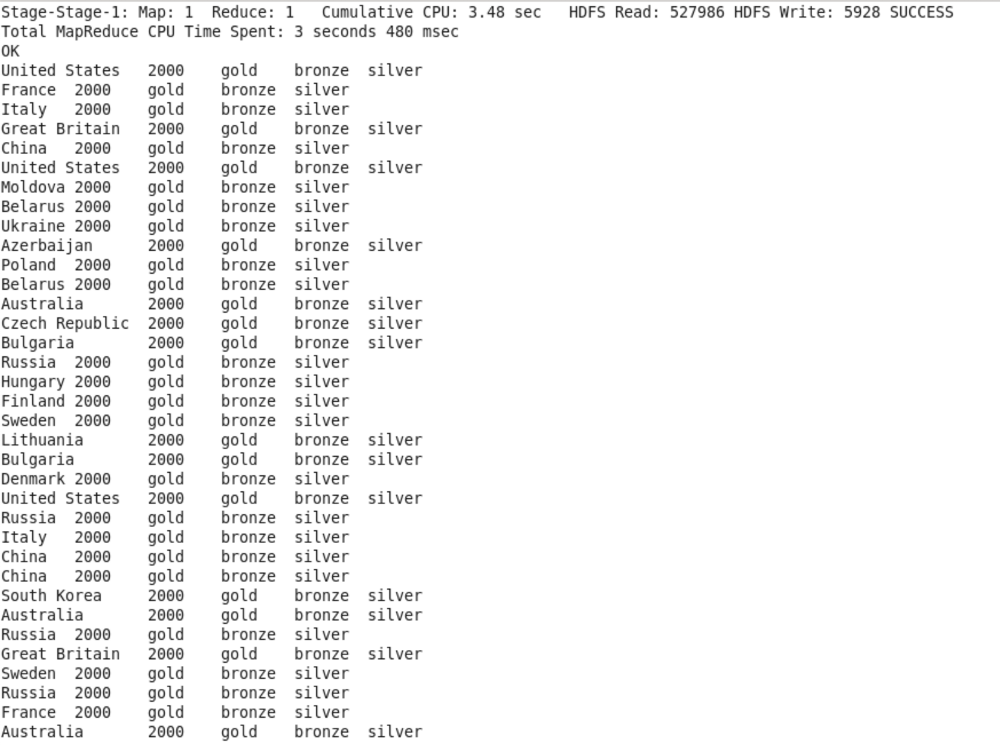 Stage-Stage-1: Map: 1  Reduce: 1   Cumulative CPU: 3.48 sec   HDFS Read: 527986 HDFS Write: 5928 SUCCESS
Total MapReduce CPU Time Spent: 3 seconds 480 msec
OK
United States   2000    gold    bronze  silver
France  2000    gold    bronze  silver
Italy   2000    gold    bronze  silver
Great Britain   2000    gold    bronze  silver
China   2000    gold    bronze  silver
United States   2000    gold    bronze  silver
Moldova 2000    gold    bronze  silver
Belarus 2000    gold    bronze  silver
Ukraine 2000    gold    bronze  silver
Azerbaijan      2000    gold    bronze  silver
Poland  2000    gold    bronze  silver
Belarus 2000    gold    bronze  silver
Australia       2000    gold    bronze  silver
Czech Republic  2000    gold    bronze  silver
Bulgaria        2000    gold    bronze  silver
Russia  2000    gold    bronze  silver
Hungary 2000    gold    bronze  silver
Finland 2000    gold    bronze  silver
Sweden  2000    gold    bronze  silver
Lithuania       2000    gold    bronze  silver
Bulgaria        2000    gold    bronze  silver
Denmark 2000    gold    bronze  silver
United States   2000    gold    bronze  silver
Russia  2000    gold    bronze  silver
Italy   2000    gold    bronze  silver
China   2000    gold    bronze  silver
China   2000    gold    bronze  silver
South Korea     2000    gold    bronze  silver
Australia       2000    gold    bronze  silver
Russia  2000    gold    bronze  silver
Great Britain   2000    gold    bronze  silver
Sweden  2000    gold    bronze  silver
Russia  2000    gold    bronze  silver
France  2000    gold    bronze  silver
Australia       2000    gold    bronze  silver